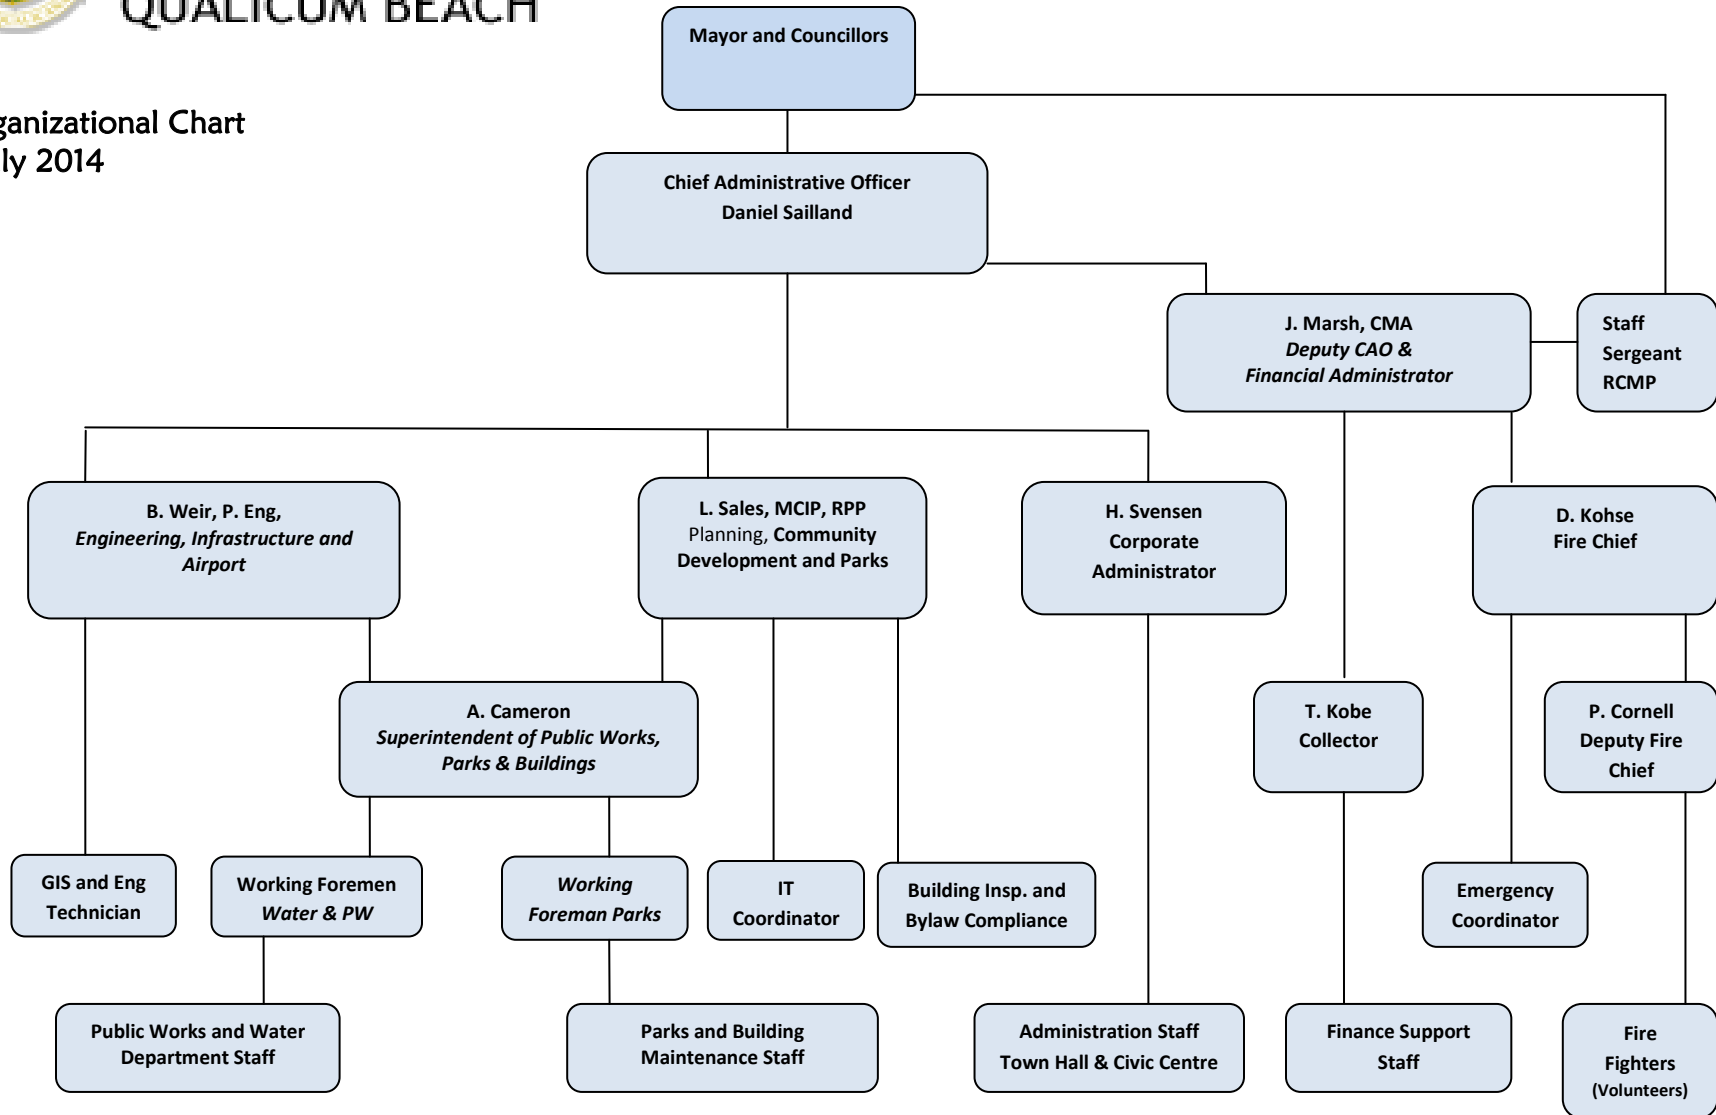 QUALICUM BEACH
ganizational Chart
ly 2014
Mayor and Councillors
Chief Administrative Officer
Daniel Sailland
J. Marsh, CMA
Deputy CAO &
Financial Administrator
Staff
Sergeant
RCMP
B. Weir, P. Eng,
Engineering, Infrastructure and
Airport
L. Sales, MCIP, RPP
Planning, Community
Development and Parks
H. Svensen
Corporate
Administrator
D. Kohse
Fire Chief
A. Cameron
Superintendent of Public Works,
Parks & Buildings
T. Kobe
Collector
P. Cornell
Deputy Fire
Chief
GIS and Eng
Technician
Working Foremen
Water & PW
Working
Foreman Parks
IT
Coordinator
Building Insp. and
Bylaw Compliance
Emergency
Coordinator
Public Works and Water
Department Staff
Parks and Building
Maintenance Staff
Administration Staff
Town Hall & Civic Centre
Finance Support
Staff
Fire
Fighters
(Volunteers)